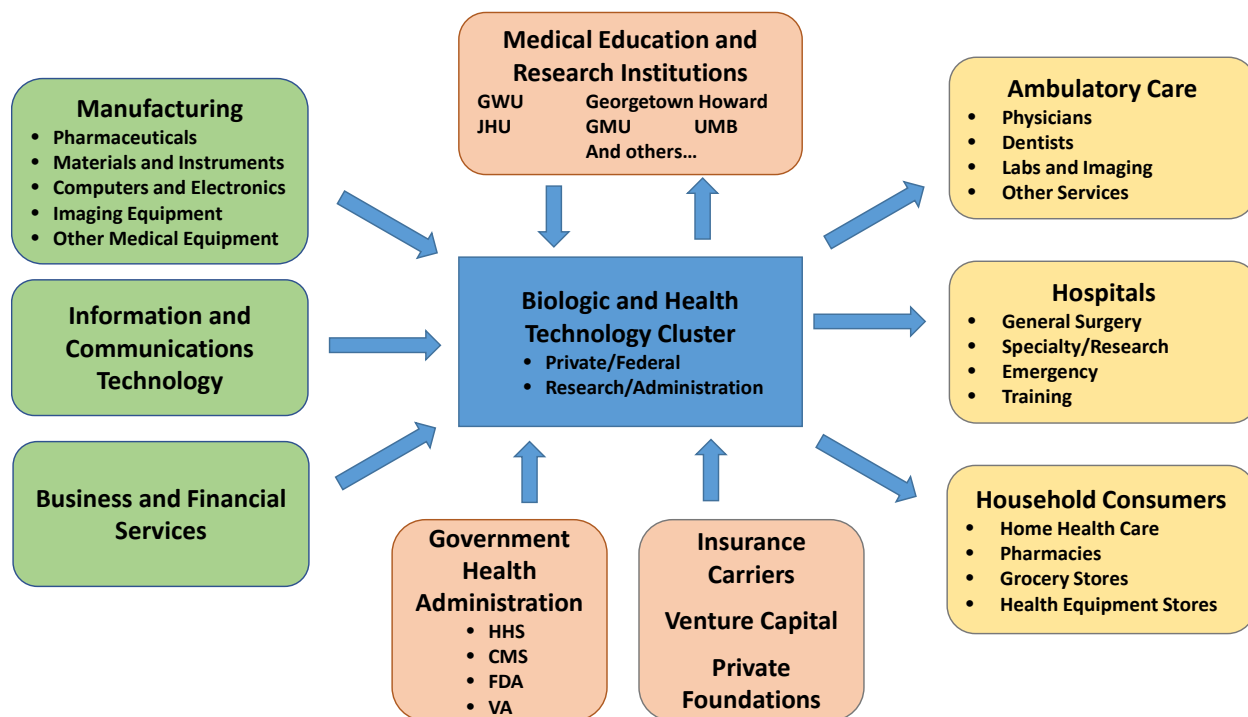 Medical Education and
Research Institutions
GWU Georgetown Howard
JHU GMU UMB
And others…
Manufacturing
• Pharmaceuticals
• Materials and Instruments
• Computers and Electronics
• Imaging Equipment
• Other Medical Equipment
Information and
Communications
Technology
Business and Financial
Services
Biologic and Health
Technology Cluster
• Private/Federal
• Research/Administration
Government
Health
Administration
• HHS
• CMS
• FDA
• VA
Insurance
Carriers
Venture Capital
Private
Foundations
Ambulatory Care
• Physicians
• Dentists
• Labs and Imaging
• Other Services
Hospitals
• General Surgery
• Specialty/Research
• Emergency
• Training
Household Consumers
• Home Health Care
• Pharmacies
• Grocery Stores
• Health Equipment Stores